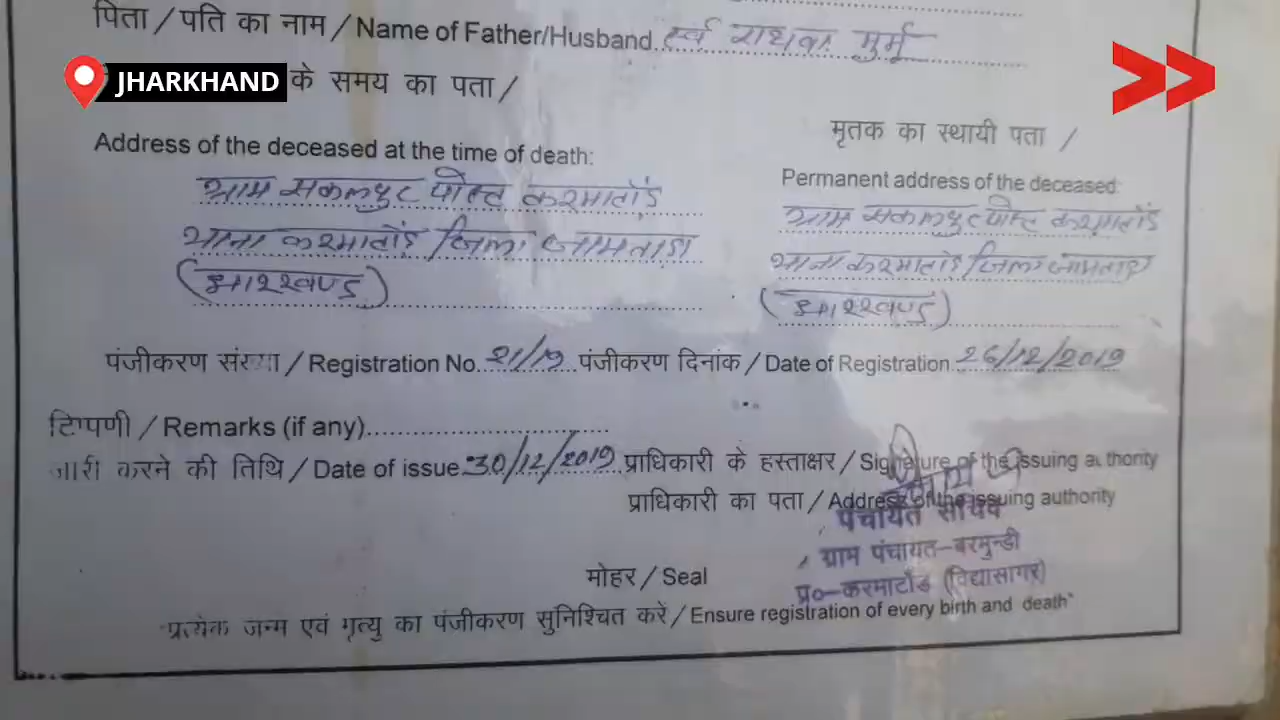 पिता / पति का नाम / Name of Father/Husband स्व राघवा मुर्मू
JHARKHAND के समय का पता /
Address of the deceased at the time of death:
ग्राम सकलपुर पोस्ट करमाटाँड़
थाना करमाटाँड़ जिला जामताड़ा
(झारखण्ड)
मृतक का स्थायी पता /
Permanent address of the deceased:
ग्राम सकलपुर पोस्ट करमाटाँड़
थाना करमाटाँड़ जिला जामताड़ा
(झारखण्ड)
पंजीकरण संख्या / Registration No. 21/19 पंजीकरण दिनांक / Date of Registration 26/12/2019
टिप्पणी / Remarks (if any)
जारी करने की तिथि / Date of issue 30/12/2019 प्राधिकारी के हस्ताक्षर / Signature of the issuing authority
प्राधिकारी का पता / Address of the issuing authority
पंचायत सचिव
ग्राम पंचायत-बरमुन्डी
प्र०-करमाटाँड़ (विद्यासागर)
मोहर / Seal
"प्रत्येक जन्म एवं मृत्यु का पंजीकरण सुनिश्चित करें / Ensure registration of every birth and death"